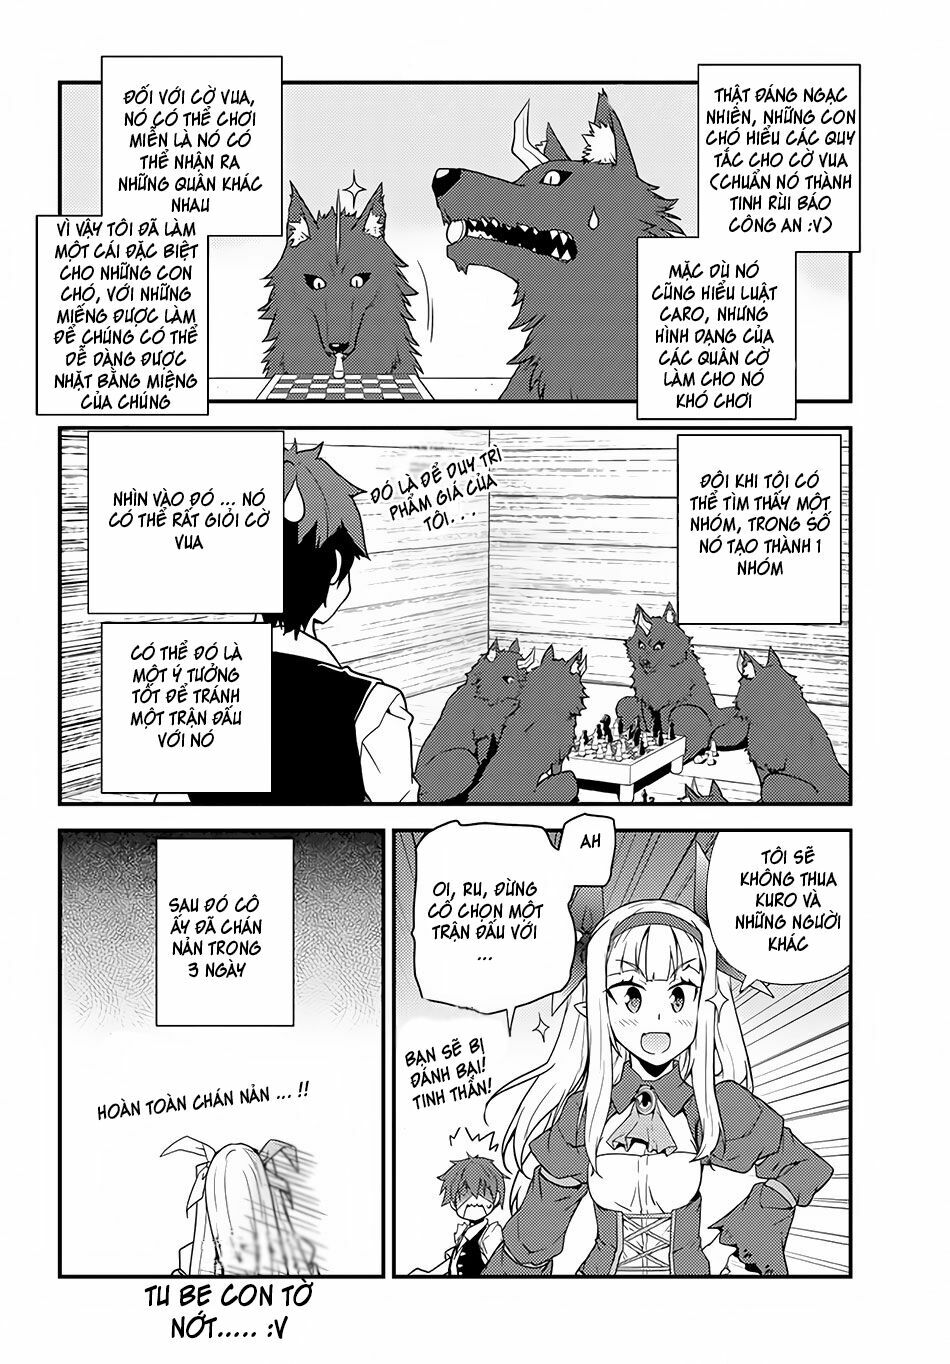 THẬT ĐÁNG NGẠC
NHIÊN, NHỮNG CON
CHÓ HIỂU CÁC QUY
TẮC CHO CỜ VUA
(CHUẨN NÓ THÀNH
TINH RÙI BÁO
CÔNG AN :V)
MẶC DÙ NÓ
CŨNG HIỂU LUẬT
CARO, NHƯNG
HÌNH DẠNG CỦA
CÁC QUÂN CỜ
LÀM CHO NÓ
KHÓ CHƠI
ĐỐI VỚI CỜ VUA,
NÓ CÓ THỂ CHƠI
MIỄN LÀ NÓ CÓ
THỂ NHẬN RA
NHỮNG QUÂN KHÁC
NHAU
VÌ VẬY TÔI ĐÃ LÀM
MỘT CÁI ĐẶC BIỆT
CHO NHỮNG CON
CHÓ, VỚI NHỮNG
MIẾNG ĐƯỢC LÀM
ĐỂ CHÚNG CÓ THỂ
DỄ DÀNG ĐƯỢC
NHẶT BẰNG MIỆNG
CỦA CHÚNG
ĐÔI KHI TÔI CÓ
THỂ TÌM THẤY MỘT
NHÓM, TRONG SỐ
NÓ TẠO THÀNH 1
NHÓM
ĐÓ LÀ ĐỂ DUY TRÌ
PHẨM GIÁ CỦA
TÔI...
NHÌN VÀO ĐÓ ... NÓ
CÓ THỂ RẤT GIỎI CỜ
VUA
CÓ THỂ ĐÓ LÀ
MỘT Ý TƯỞNG
TỐT ĐỂ TRÁNH
MỘT TRẬN ĐẤU
VỚI NÓ
TÔI SẼ
KHÔNG THUA
KURO VÀ
NHỮNG NGƯỜI
KHÁC
AH
OI, RU, ĐỪNG
CỐ CHỌN MỘT
TRẬN ĐẤU VỚI
...
BẠN SẼ BỊ
ĐÁNH BẠI!
TINH THẦN!
SAU ĐÓ CÔ
ẤY ĐÃ CHÁN
NẢN TRONG
3 NGÀY
HOÀN TOÀN CHÁN NẢN ... !!
TU BE CON TỜ
NỚT..... :V